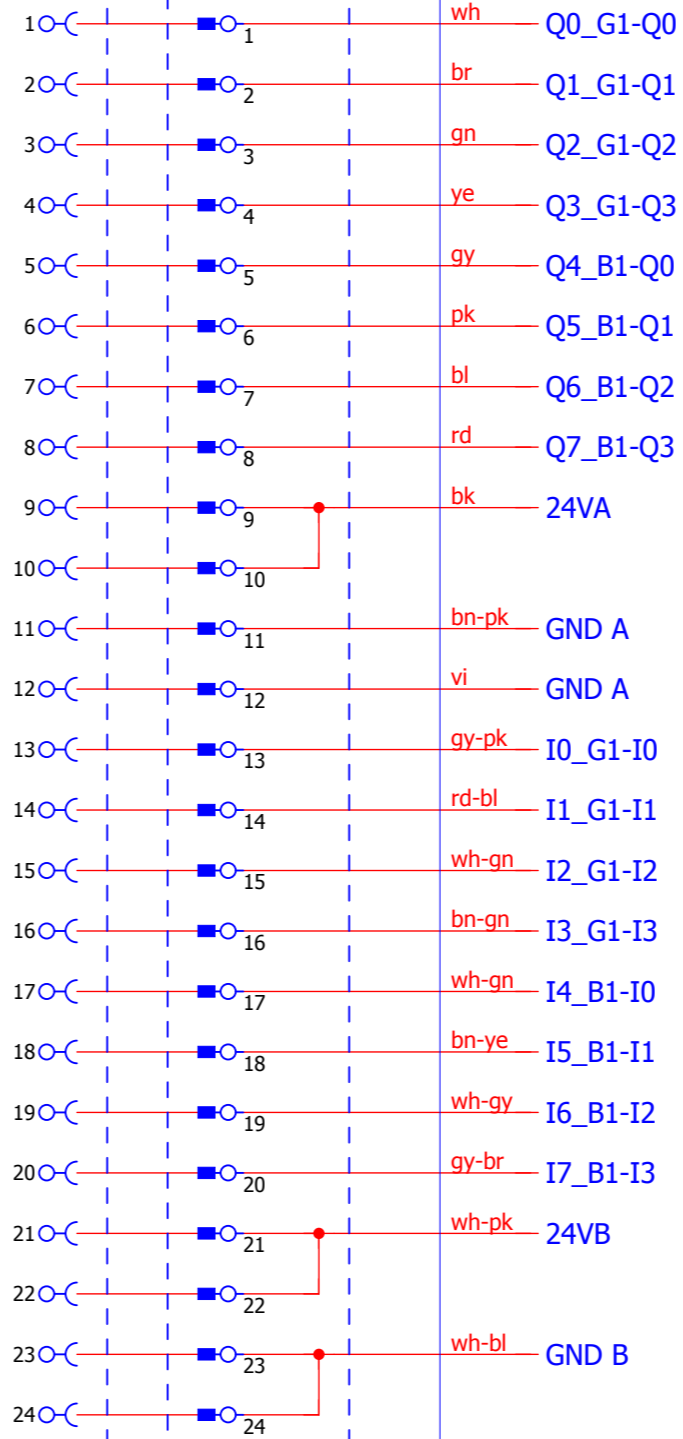 1 1 wh Q0_G1-Q0
2 2 br Q1_G1-Q1
3 3 gn Q2_G1-Q2
4 4 ye Q3_G1-Q3
5 5 gy Q4_B1-Q0
6 6 pk Q5_B1-Q1
7 7 bl Q6_B1-Q2
8 8 rd Q7_B1-Q3
9 9 bk 24VA
10 10
11 11 bn-pk GND A
12 12 vi GND A
13 13 gy-pk I0_G1-I0
14 14 rd-bl I1_G1-I1
15 15 wh-gn I2_G1-I2
16 16 bn-gn I3_G1-I3
17 17 wh-gn I4_B1-I0
18 18 bn-ye I5_B1-I1
19 19 wh-gy I6_B1-I2
20 20 gy-br I7_B1-I3
21 21 wh-pk 24VB
22 22
23 23 wh-bl GND B
24 24